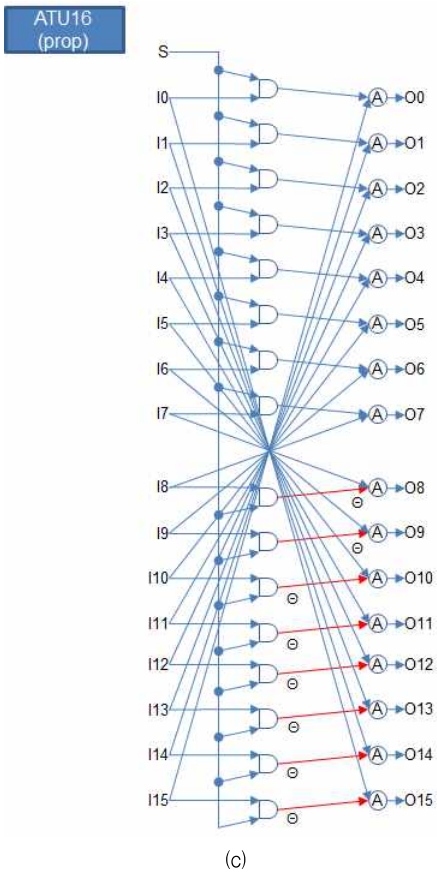 ATU16
(prop)
S
I0 A O0
I1 A O1
I2 A O2
I3 A O3
I4 A O4
I5 A O5
I6 A O6
I7 A O7
I8 A O8
⊖
I9 A O9
⊖
I10 A O10
⊖
I11 A O11
⊖
I12 A O12
⊖
I13 A O13
⊖
I14 A O14
⊖
I15 A O15
⊖
(c)